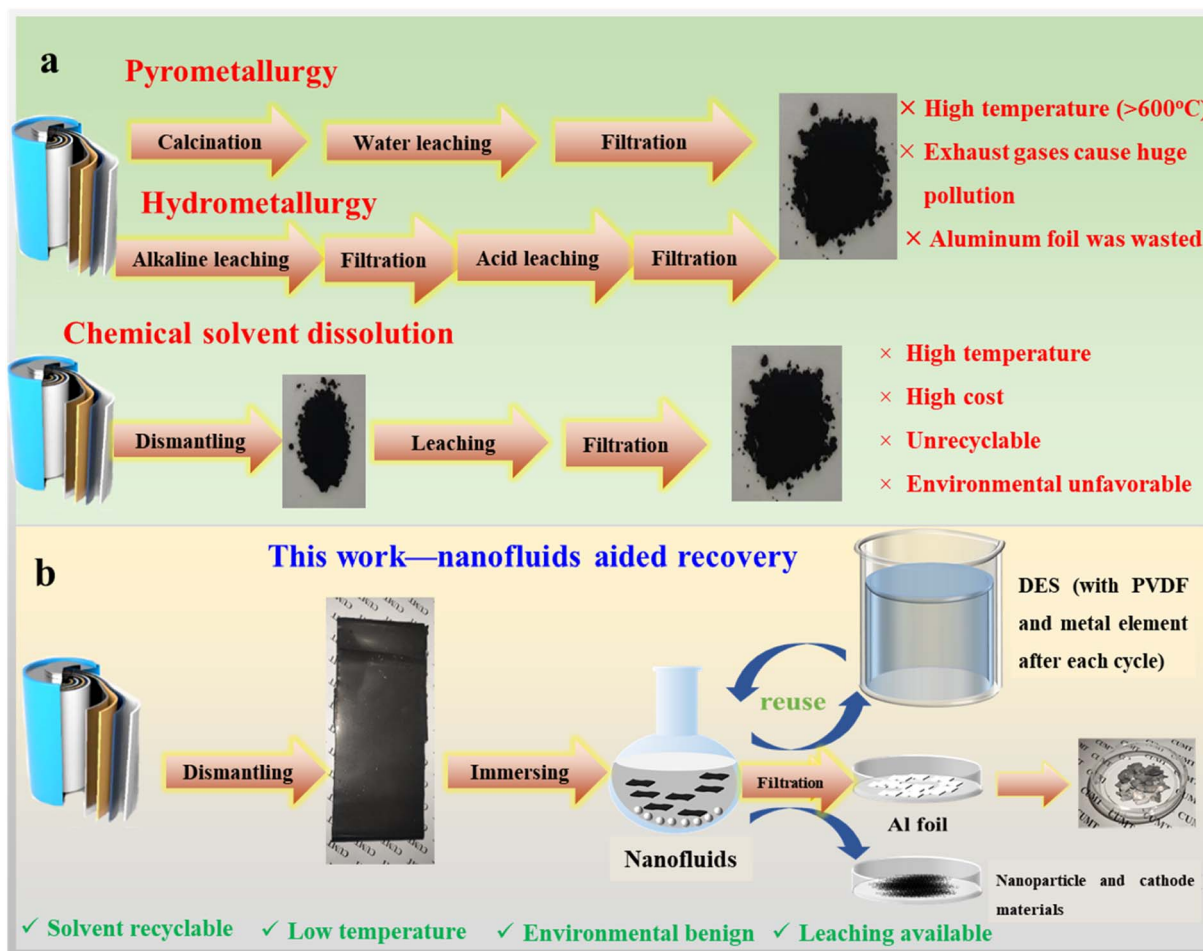 a
Pyrometallurgy
Calcination
Water leaching
Filtration
Hydrometallurgy
Alkaline leaching
Filtration
Acid leaching
Filtration
× High temperature (>600°C)
× Exhaust gases cause huge
pollution
× Aluminum foil was wasted
Chemical solvent dissolution
Dismantling
Leaching
Filtration
× High temperature
× High cost
× Unrecyclable
× Environmental unfavorable
b
This work—nanofluids aided recovery
Dismantling
Immersing
Nanofluids
reuse
Filtration
DES (with PVDF
and metal element
after each cycle)
Al foil
CUMT
Nanoparticle and cathode
materials
✓ Solvent recyclable ✓ Low temperature ✓ Environmental benign ✓ Leaching available